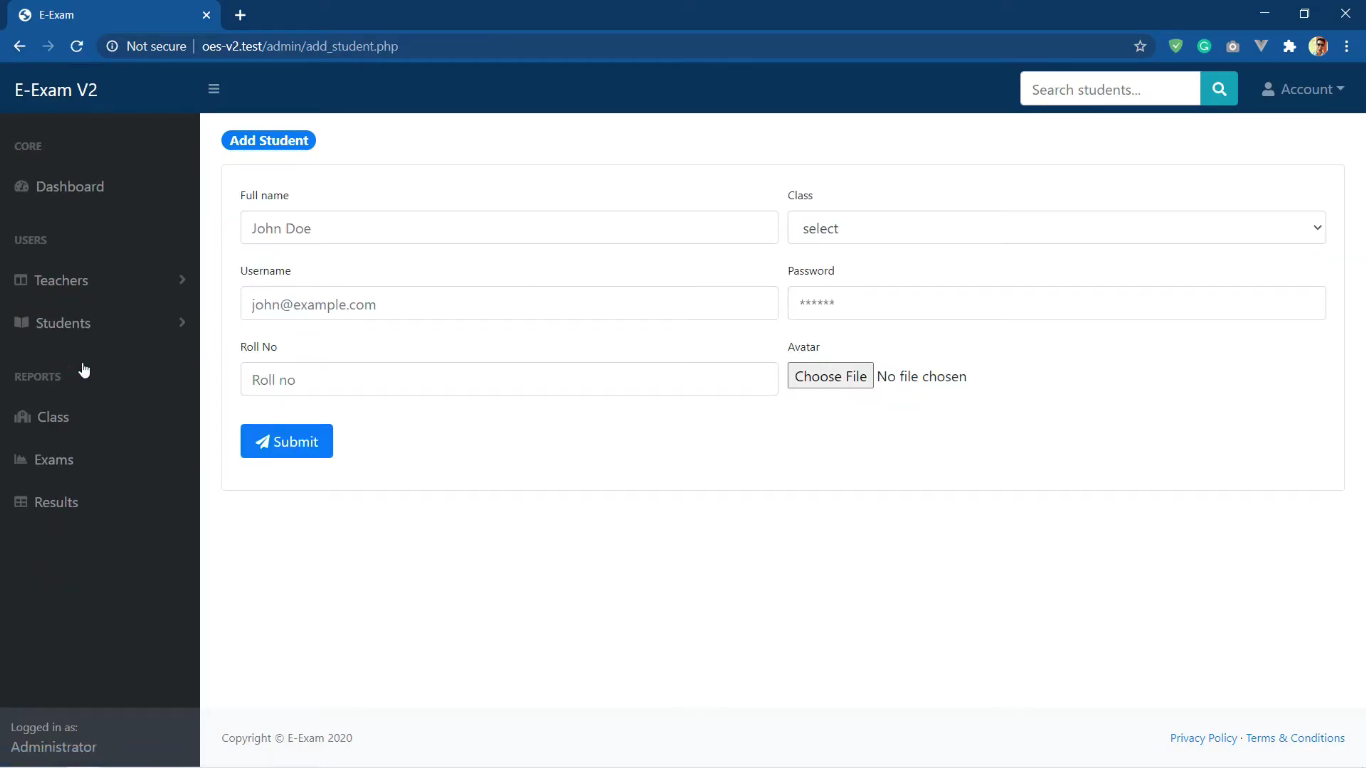 E-Exam
Not secure oes-v2.test/admin/add_student.php
E-Exam V2
Search students...
Account
CORE
Dashboard
USERS
Teachers
Students
REPORTS
Class
Exams
Results
Logged in as:
Administrator
Add Student
Full name
Class
John Doe
select
Username
Password
john@example.com
******
Roll No
Avatar
Roll no
Choose File No file chosen
Submit
Copyright © E-Exam 2020
Privacy Policy · Terms & Conditions